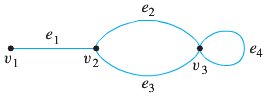 e₂
e₁
e₄
v₁ v₂ v₃
e₃